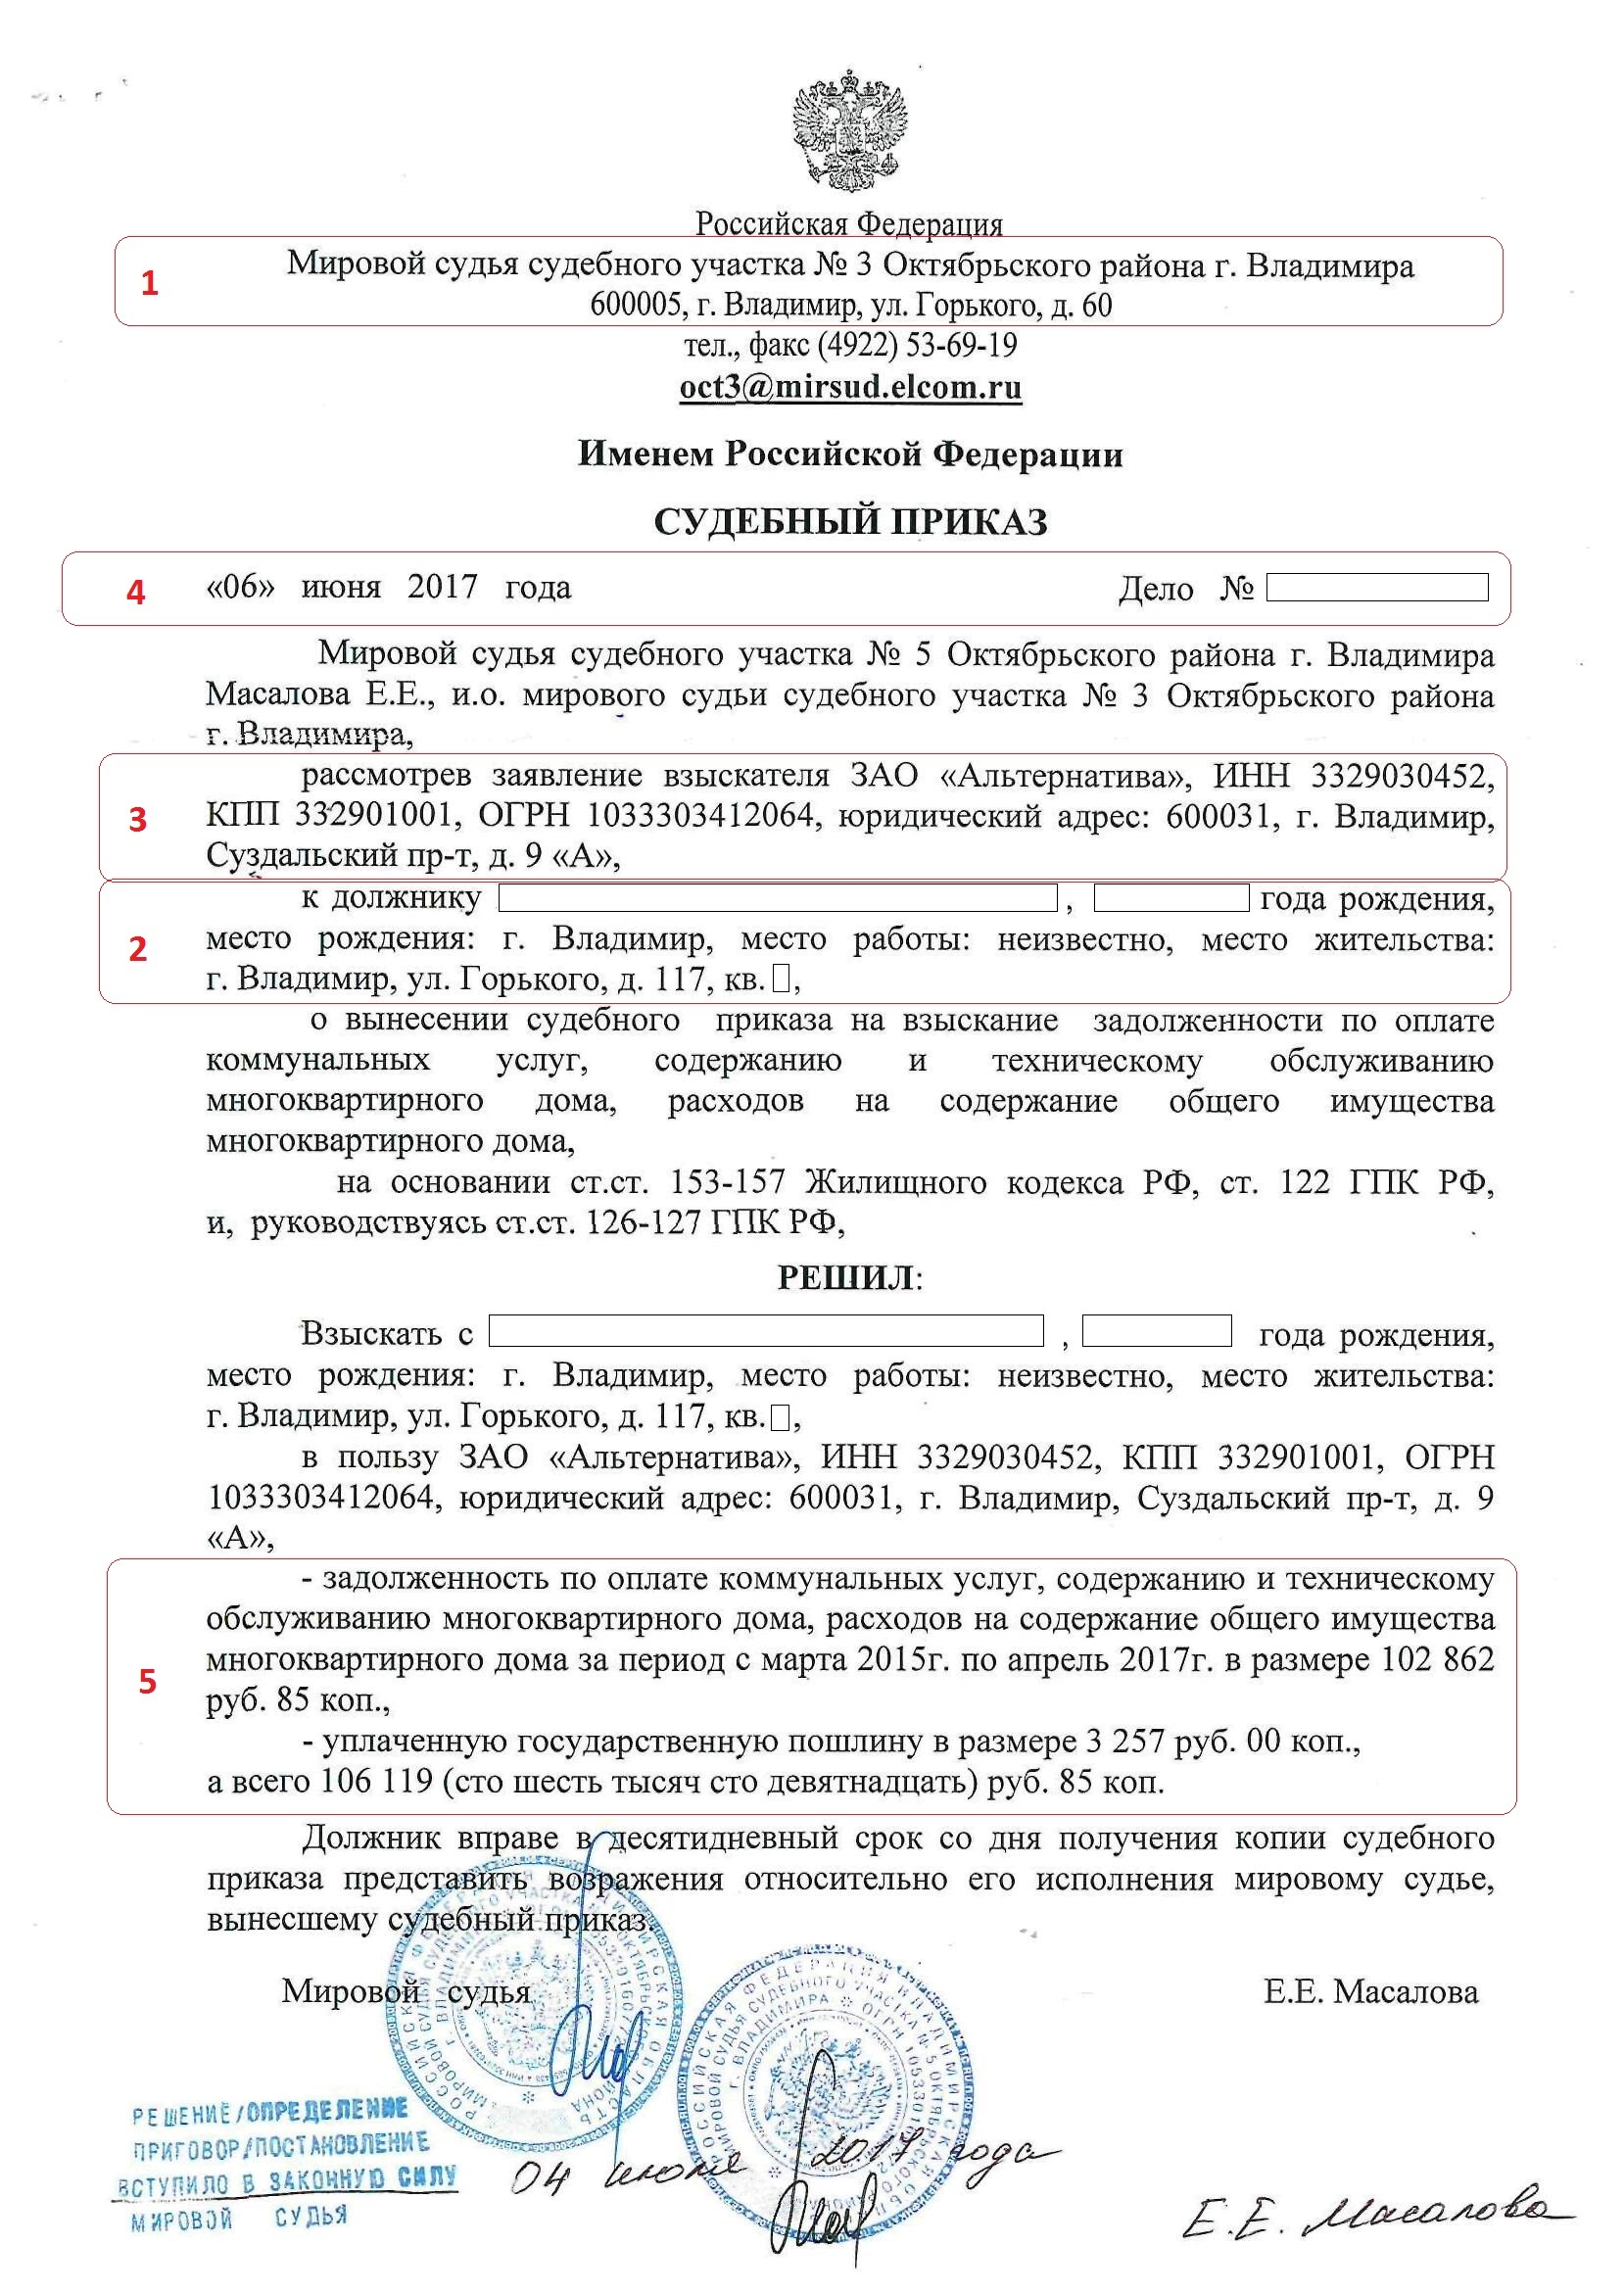 Российская Федерация
1
Мировой судья судебного участка № 3 Октябрьского района г. Владимира
600005, г. Владимир, ул. Горького, д. 60
тел., факс (4922) 53-69-19
oct3@mirsud.elcom.ru
Именем Российской Федерации
СУДЕБНЫЙ ПРИКАЗ
4 «06» июня 2017 года Дело №
Мировой судья судебного участка № 5 Октябрьского района г. Владимира
Масалова Е.Е., и.о. мирового судьи судебного участка № 3 Октябрьского района
г. Владимира,
рассмотрев заявление взыскателя ЗАО «Альтернатива», ИНН 3329030452,
3 КПП 332901001, ОГРН 1033303412064, юридический адрес: 600031, г. Владимир,
Суздальский пр-т, д. 9 «А»,
к должнику , года рождения,
2 место рождения: г. Владимир, место работы: неизвестно, место жительства:
г. Владимир, ул. Горького, д. 117, кв. ,
о вынесении судебного приказа на взыскание задолженности по оплате
коммунальных услуг, содержанию и техническому обслуживанию
многоквартирного дома, расходов на содержание общего имущества
многоквартирного дома,
на основании ст.ст. 153-157 Жилищного кодекса РФ, ст. 122 ГПК РФ,
и, руководствуясь ст.ст. 126-127 ГПК РФ,
РЕШИЛ:
Взыскать с , года рождения,
место рождения: г. Владимир, место работы: неизвестно, место жительства:
г. Владимир, ул. Горького, д. 117, кв. ,
в пользу ЗАО «Альтернатива», ИНН 3329030452, КПП 332901001, ОГРН
1033303412064, юридический адрес: 600031, г. Владимир, Суздальский пр-т, д. 9
«А»,
- задолженность по оплате коммунальных услуг, содержанию и техническому
обслуживанию многоквартирного дома, расходов на содержание общего имущества
многоквартирного дома за период с марта 2015г. по апрель 2017г. в размере 102 862
5 руб. 85 коп.,
- уплаченную государственную пошлину в размере 3 257 руб. 00 коп.,
а всего 106 119 (сто шесть тысяч сто девятнадцать) руб. 85 коп.
Должник вправе в десятидневный срок со дня получения копии судебного
приказа представить возражения относительно его исполнения мировому судье,
вынесшему судебный приказ.
Мировой судья Е.Е. Масалова
РОССИЙСКАЯ ФЕДЕРАЦИЯ ВЛАДИМИРСКАЯ ОБЛАСТЬ
МИРОВОЙ СУДЬЯ СУДЕБНОГО УЧАСТКА № 5 ОКТЯБРЬСКОГО
Г. ВЛАДИМИРА
РЕШЕНИЕ/ОПРЕДЕЛЕНИЕ
ПРИГОВОР/ПОСТАНОВЛЕНИЕ
ВСТУПИЛО В ЗАКОННУЮ СИЛУ
МИРОВОЙ СУДЬЯ
04 июля 2017 года
Е.Е. Масалова